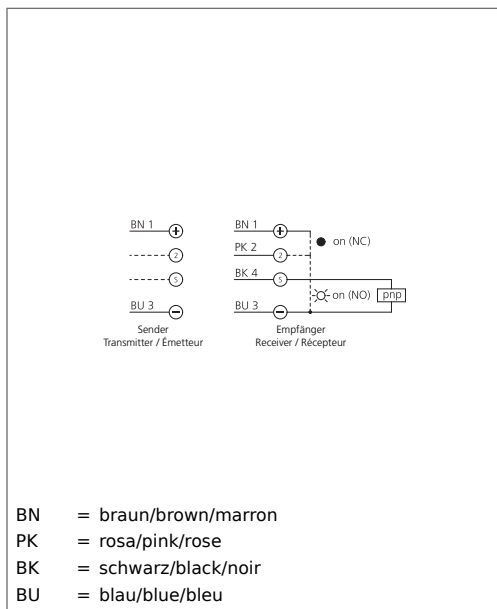 BN 1
+
BN 1
+
on (NC)
2
PK 2
2
5
BK 4
5
on (NO)
pnp
BU 3
−
BU 3
−
Sender
Transmitter / Émetteur
Empfänger
Receiver / Récepteur
BN = braun/brown/marron
PK = rosa/pink/rose
BK = schwarz/black/noir
BU = blau/blue/bleu